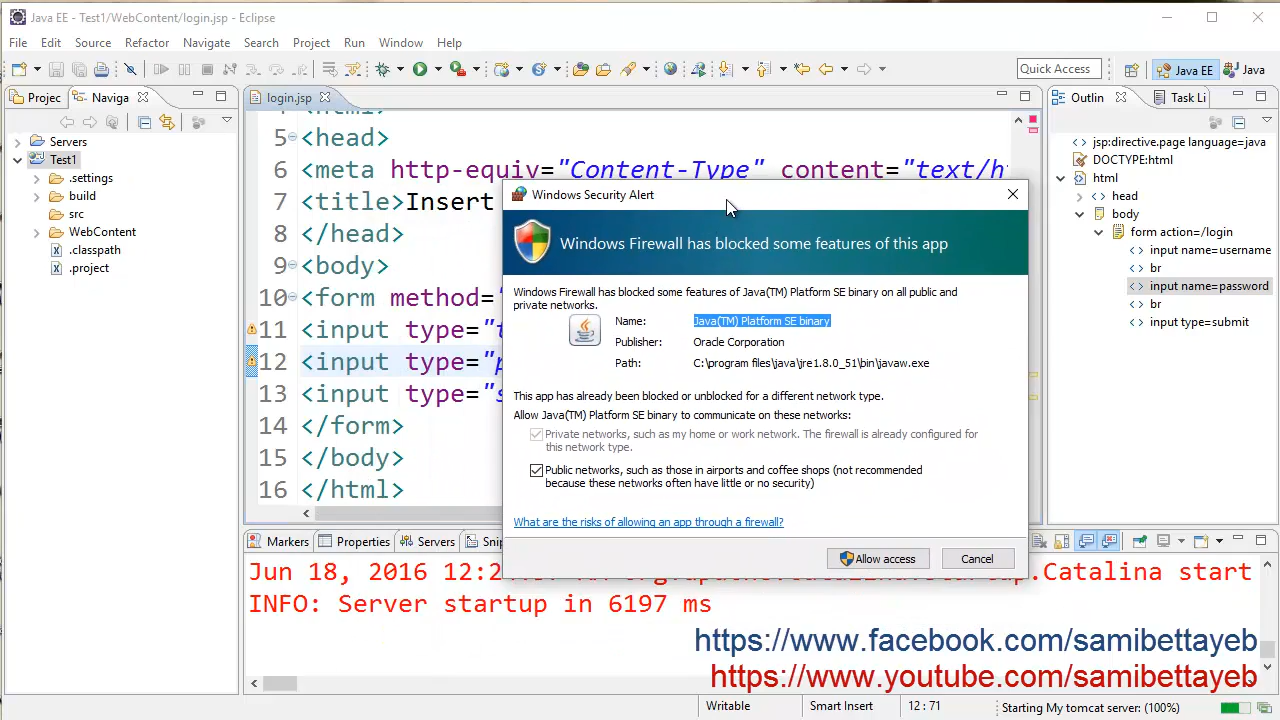 Java EE - Test1/WebContent/login.jsp - Eclipse
File Edit Source Refactor Navigate Search Project Run Window Help
Quick Access
Java EE
Java
Projec
Naviga
Servers
Test1
.settings
build
src
WebContent
.classpath
.project
login.jsp
5 <head>
6 <meta http-equiv="Content-Type" content="text/h
7 <title>Insert
8 </head>
9 <body>
10 <form method=
11 <input type="t
12 <input type="p
13 <input type="s
14 </form>
15 </body>
16 </html>
Windows Security Alert
Windows Firewall has blocked some features of this app
Windows Firewall has blocked some features of Java(TM) Platform SE binary on all public and
private networks.
Name: Java(TM) Platform SE binary
Publisher: Oracle Corporation
Path: C:\program files\java\jre1.8.0_51\bin\javaw.exe
This app has already been blocked or unblocked for a different network type.
Allow Java(TM) Platform SE binary to communicate on these networks:
Private networks, such as my home or work network. The firewall is already configured for
this network type.
Public networks, such as those in airports and coffee shops (not recommended
because these networks often have little or no security)
What are the risks of allowing an app through a firewall?
Allow access
Cancel
Outlin
Task Li
jsp:directive.page language=java
DOCTYPE:html
html
head
body
form action=/login
input name=username
br
input name=password
br
input type=submit
Markers
Properties
Servers
Snip
Jun 18, 2016 12:2
Catalina start
INFO: Server startup in 6197 ms
https://www.facebook.com/samibettayeb
https://www.youtube.com/samibettayeb
Writable
Smart Insert
12 : 71
Starting My tomcat server: (100%)